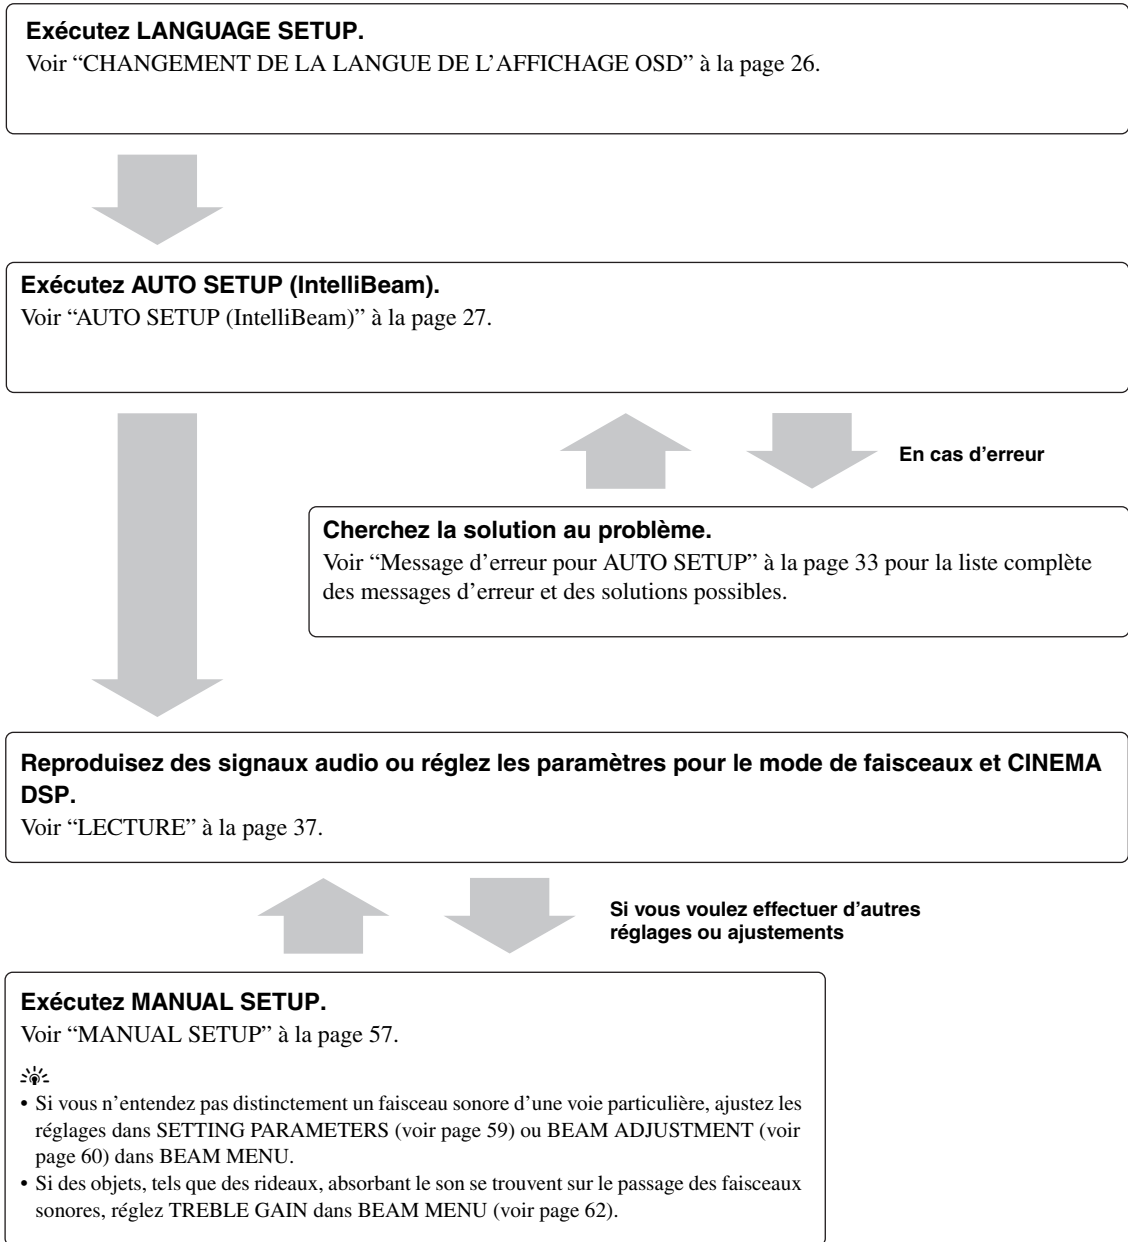 Exécutez LANGUAGE SETUP.
Voir “CHANGEMENT DE LA LANGUE DE L’AFFICHAGE OSD” à la page 26.
Exécutez AUTO SETUP (IntelliBeam).
Voir “AUTO SETUP (IntelliBeam)” à la page 27.
En cas d’erreur
Cherchez la solution au problème.
Voir “Message d’erreur pour AUTO SETUP” à la page 33 pour la liste complète
des messages d’erreur et des solutions possibles.
Reproduisez des signaux audio ou réglez les paramètres pour le mode de faisceaux et CINEMA
DSP.
Voir “LECTURE” à la page 37.
Si vous voulez effectuer d’autres
réglages ou ajustements
Exécutez MANUAL SETUP.
Voir “MANUAL SETUP” à la page 57.
• Si vous n’entendez pas distinctement un faisceau sonore d’une voie particulière, ajustez les
réglages dans SETTING PARAMETERS (voir page 59) ou BEAM ADJUSTMENT (voir
page 60) dans BEAM MENU.
• Si des objets, tels que des rideaux, absorbant le son se trouvent sur le passage des faisceaux
sonores, réglez TREBLE GAIN dans BEAM MENU (voir page 62).